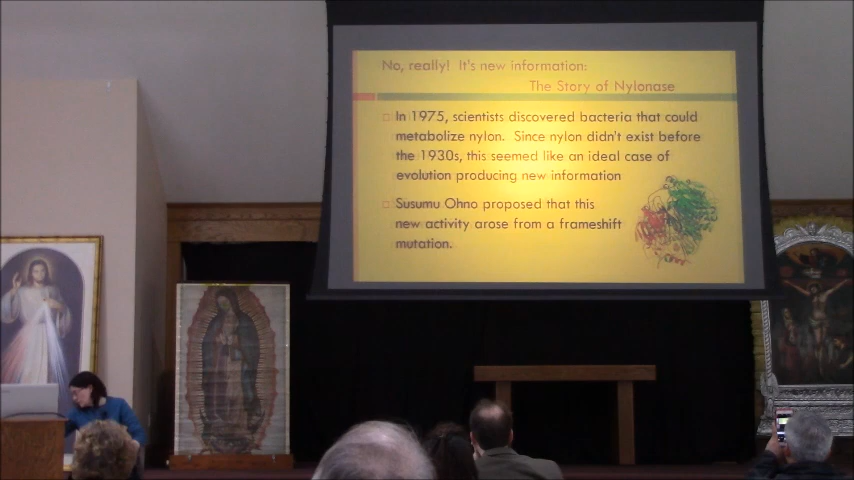 No, really! It's new information:
The Story of Nylonase
In 1975, scientists discovered bacteria that could
metabolize nylon. Since nylon didn't exist before
the 1930s, this seemed like an ideal case of
evolution producing new information
Susumu Ohno proposed that this
new activity arose from a frameshift
mutation.